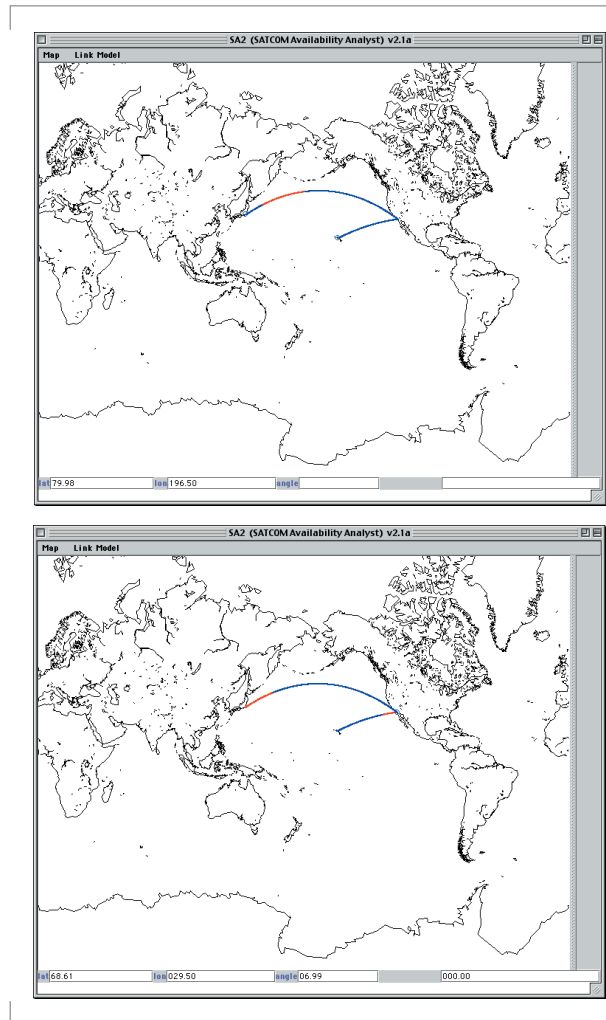 SA2 (SATCOM Availability Analyst) v2.1a
Map Link Model
lat 79.98 lon 196.50 angle
SA2 (SATCOM Availability Analyst) v2.1a
Map Link Model
lat 68.61 lon 029.50 angle 06.99 000.00